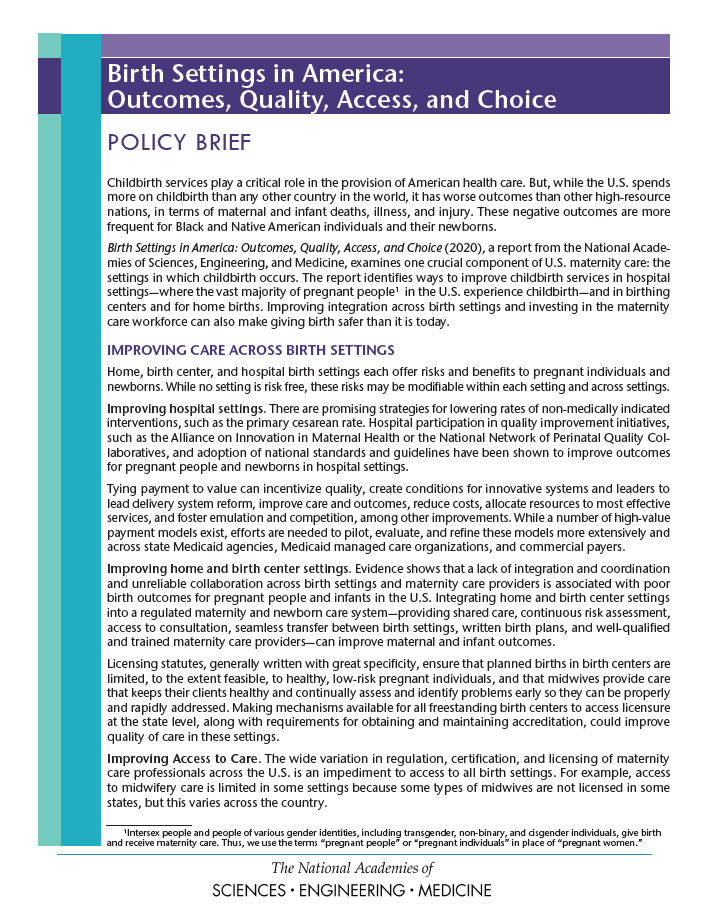 Birth Settings in America:
Outcomes, Quality, Access, and Choice
POLICY BRIEF
Childbirth services play a critical role in the provision of American health care. But, while the U.S. spends
more on childbirth than any other country in the world, it has worse outcomes than other high-resource
nations, in terms of maternal and infant deaths, illness, and injury. These negative outcomes are more
frequent for Black and Native American individuals and their newborns.
Birth Settings in America: Outcomes, Quality, Access, and Choice (2020), a report from the National Acade-
mies of Sciences, Engineering, and Medicine, examines one crucial component of U.S. maternity care: the
settings in which childbirth occurs. The report identifies ways to improve childbirth services in hospital
settings—where the vast majority of pregnant people¹ in the U.S. experience childbirth—and in birthing
centers and for home births. Improving integration across birth settings and investing in the maternity
care workforce can also make giving birth safer than it is today.
IMPROVING CARE ACROSS BIRTH SETTINGS
Home, birth center, and hospital birth settings each offer risks and benefits to pregnant individuals and
newborns. While no setting is risk free, these risks may be modifiable within each setting and across settings.
Improving hospital settings. There are promising strategies for lowering rates of non-medically indicated
interventions, such as the primary cesarean rate. Hospital participation in quality improvement initiatives,
such as the Alliance on Innovation in Maternal Health or the National Network of Perinatal Quality Col-
laboratives, and adoption of national standards and guidelines have been shown to improve outcomes
for pregnant people and newborns in hospital settings.
Tying payment to value can incentivize quality, create conditions for innovative systems and leaders to
lead delivery system reform, improve care and outcomes, reduce costs, allocate resources to most effective
services, and foster emulation and competition, among other improvements. While a number of high-value
payment models exist, efforts are needed to pilot, evaluate, and refine these models more extensively and
across state Medicaid agencies, Medicaid managed care organizations, and commercial payers.
Improving home and birth center settings. Evidence shows that a lack of integration and coordination
and unreliable collaboration across birth settings and maternity care providers is associated with poor
birth outcomes for pregnant people and infants in the U.S. Integrating home and birth center settings
into a regulated maternity and newborn care system—providing shared care, continuous risk assessment,
access to consultation, seamless transfer between birth settings, written birth plans, and well-qualified
and trained maternity care providers—can improve maternal and infant outcomes.
Licensing statutes, generally written with great specificity, ensure that planned births in birth centers are
limited, to the extent feasible, to healthy, low-risk pregnant individuals, and that midwives provide care
that keeps their clients healthy and continually assess and identify problems early so they can be properly
and rapidly addressed. Making mechanisms available for all freestanding birth centers to access licensure
at the state level, along with requirements for obtaining and maintaining accreditation, could improve
quality of care in these settings.
Improving Access to Care. The wide variation in regulation, certification, and licensing of maternity
care professionals across the U.S. is an impediment to access to all birth settings. For example, access
to midwifery care is limited in some settings because some types of midwives are not licensed in some
states, but this varies across the country.
¹Intersex people and people of various gender identities, including transgender, non-binary, and cisgender individuals, give birth
and receive maternity care. Thus, we use the terms “pregnant people” or “pregnant individuals” in place of “pregnant women.”
The National Academies of
SCIENCES · ENGINEERING · MEDICINE